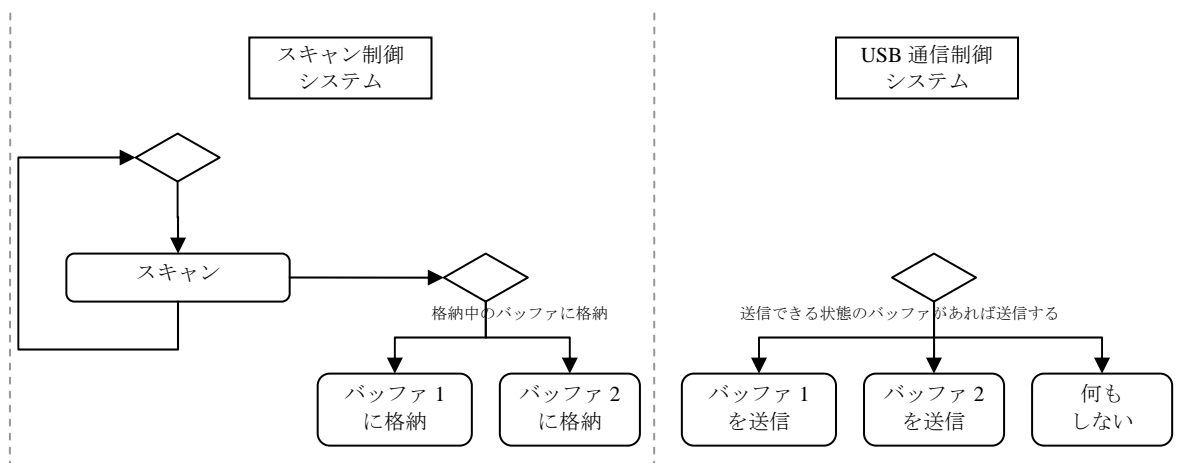 スキャン制御
システム
USB 通信制御
システム
スキャン
格納中のバッファに格納
送信できる状態のバッファがあれば送信する
バッファ 1
に格納
バッファ 2
に格納
バッファ 1
を送信
バッファ 2
を送信
何も
しない